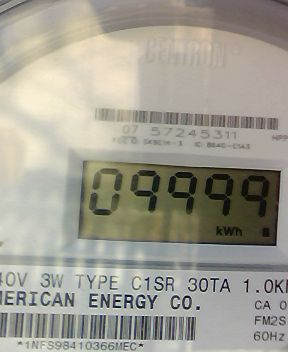 CENTRON
07 57245311
09999
kWh
40V 3W TYPE C1SR 30TA 1.0K
MERICAN ENERGY CO.
CA 0
FM2S
60Hz
*1NFS98410366MEC*